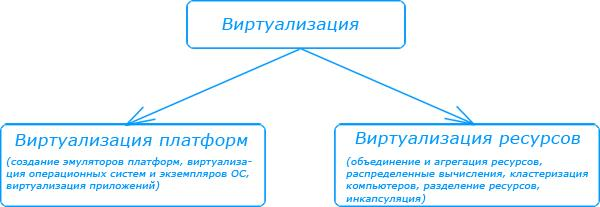 Виртуализация
Виртуализация платформ
(создание эмуляторов платформ, виртуализа-
ция операционных систем и экземпляров ОС,
виртуализация приложений)
Виртуализация ресурсов
(объединение и агрегация ресурсов,
распределенные вычисления, кластеризация
компьютеров, разделение ресурсов,
инкапсуляция)